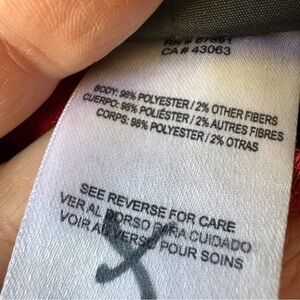 CA# 43063
BODY: 98% POLYESTER / 2% OTHER FIBERS
CUERPO: 98% POLIÉSTER / 2% AUTRES FIBRES
CORPS: 98% POLYESTER / 2% OTRAS
SEE REVERSE FOR CARE
VER AL DORSO PARA CUIDADO
VOIR AU VERSO POUR SOINS